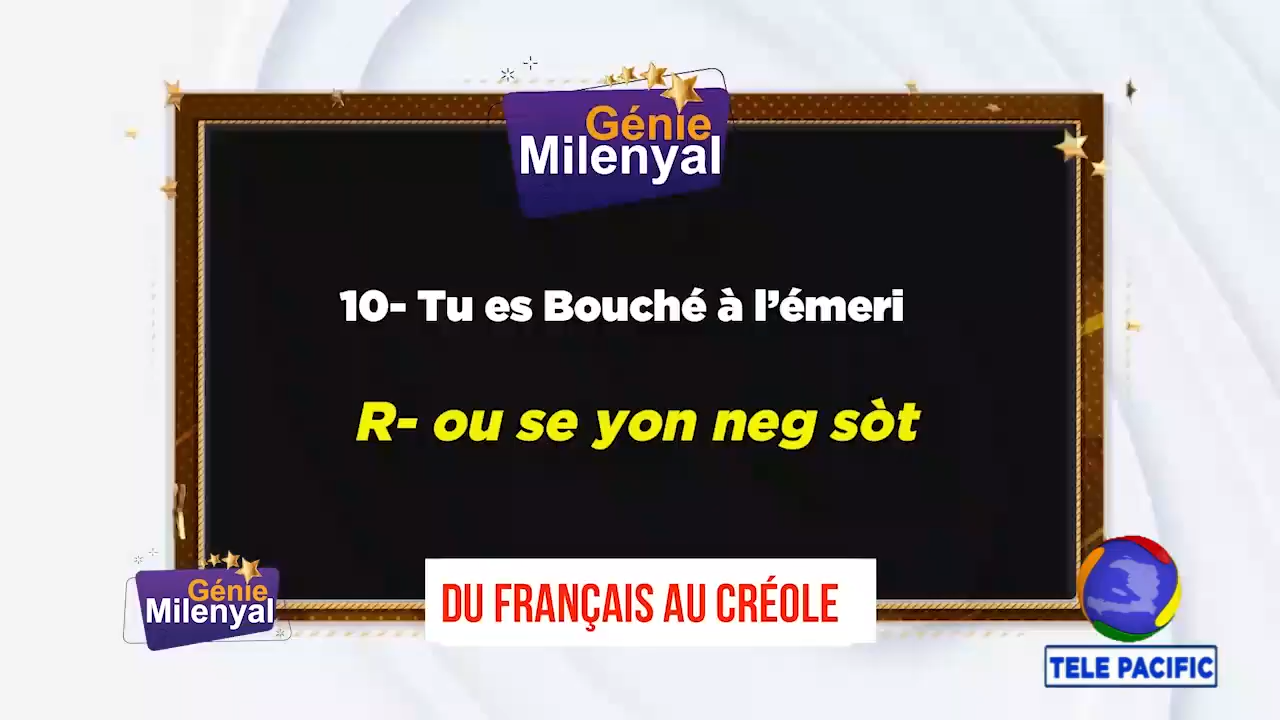 Génie
Milenyal
10- Tu es Bouché à l’émeri
R- ou se yon neg sòt
Génie
Milenyal
DU FRANÇAIS AU CRÉOLE
TELE PACIFIC